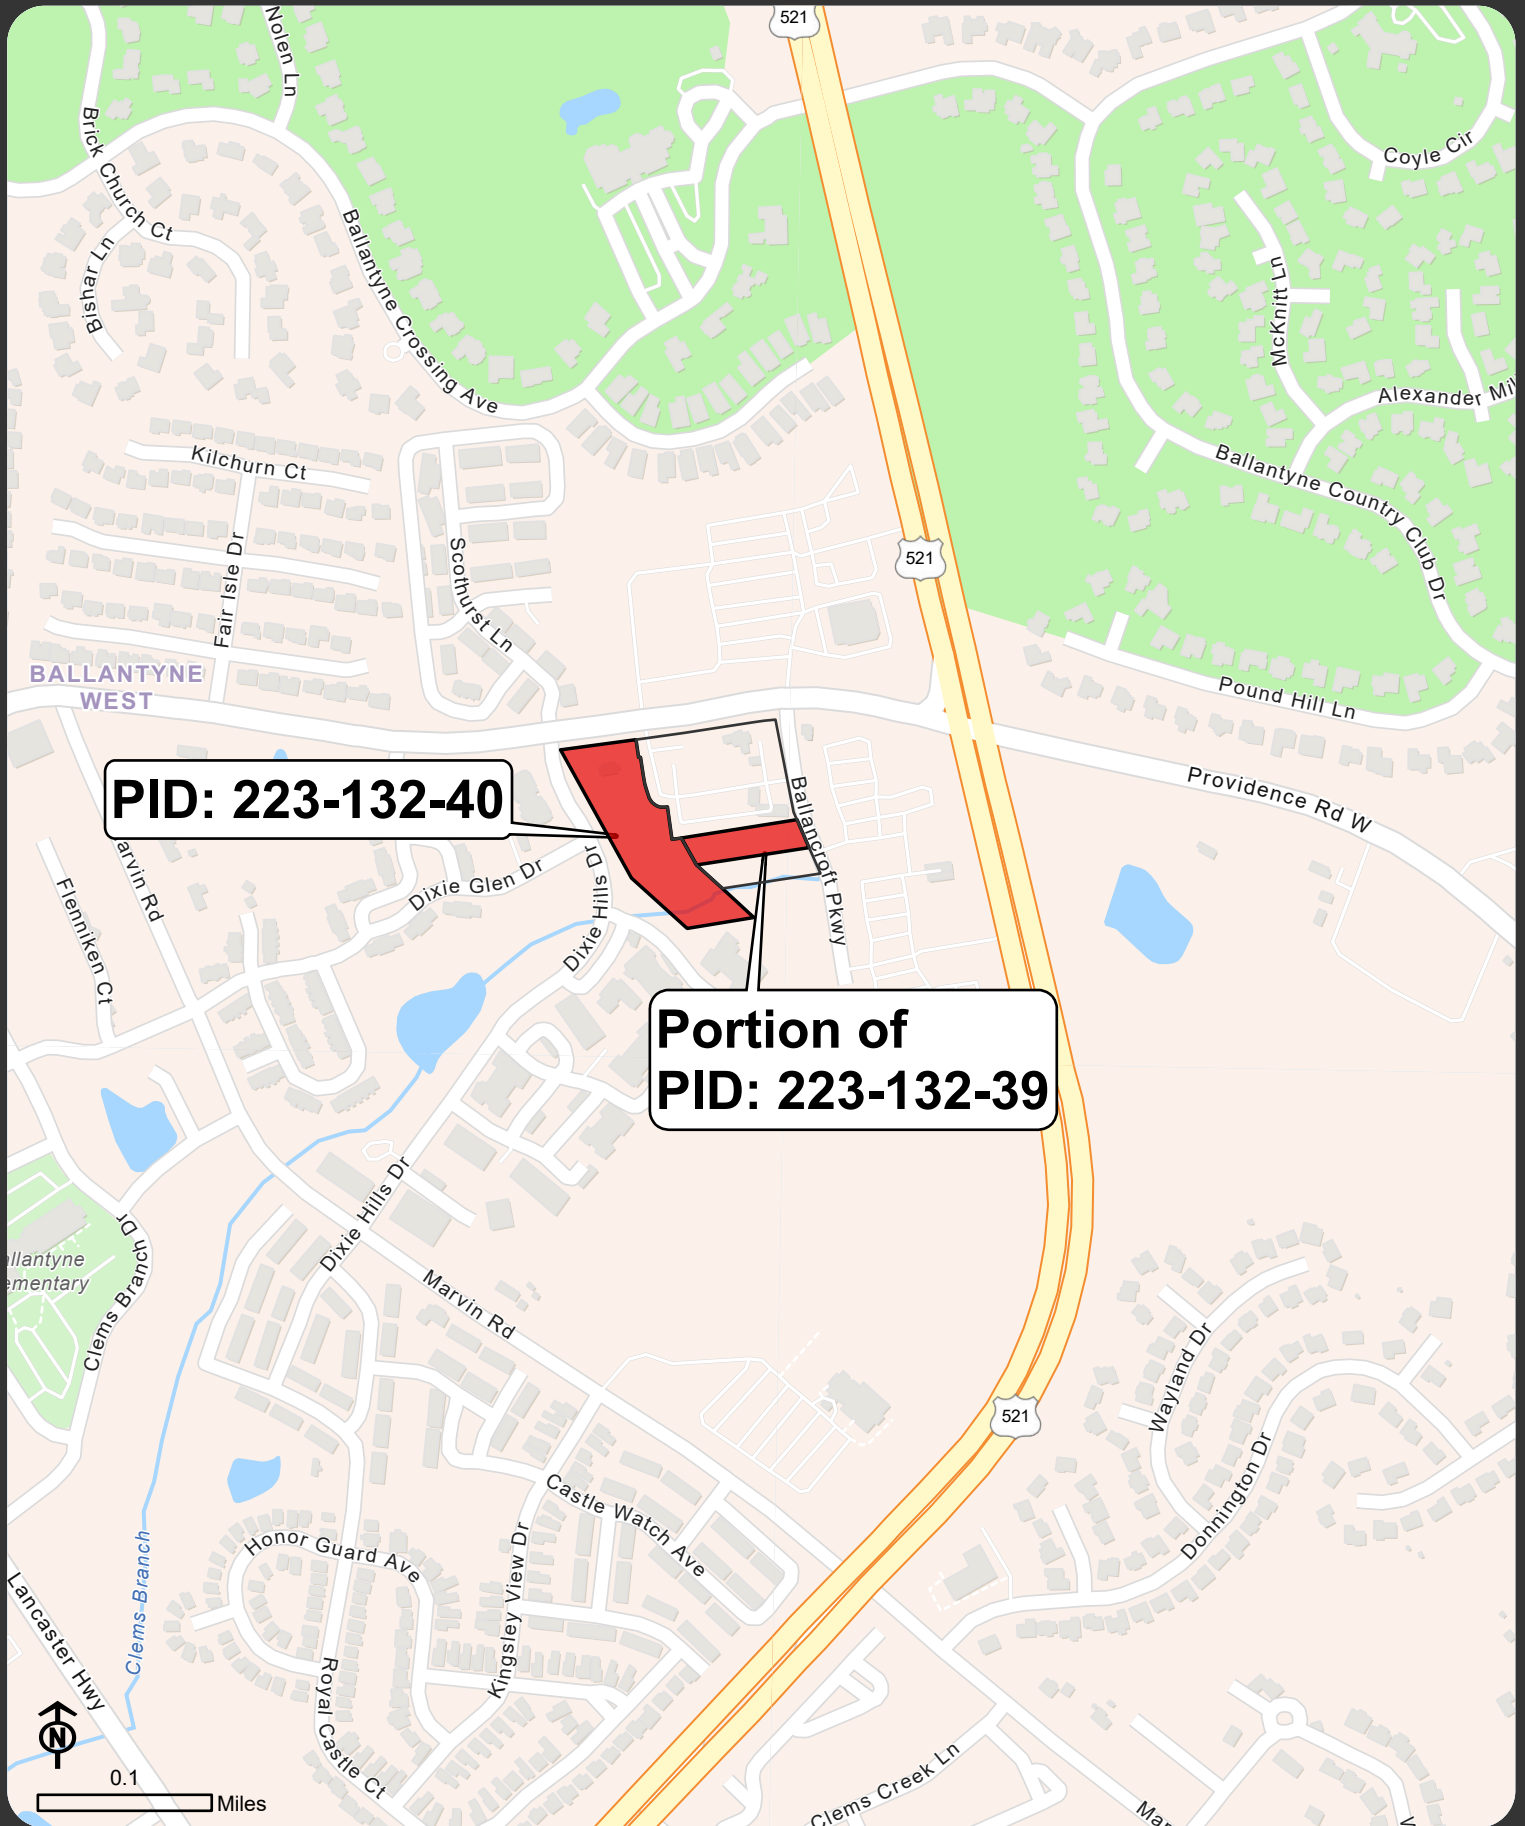 521
Nolen Ln
Brick Church Ct
Bishar Ln
Ballantyne Crossing Ave
Coyle Cir
McKnitt Ln
Alexander Mil
Ballantyne Country Club Dr
Kilchurn Ct
Fair Isle Dr
Scothurst Ln
521
BALLANTYNE
WEST
Pound Hill Ln
Providence Rd W
PID: 223-132-40
Ballancroft Pkwy
arvin Rd
Flenniken Ct
Dixie Glen Dr
Dixie Hills Dr
Portion of
PID: 223-132-39
Dixie Hills Dr
Clems Branch Dr
allantyne
ementary
Marvin Rd
Wayland Dr
521
Donnington Dr
Castle Watch Ave
Honor Guard Ave
Kingsley View Dr
Clems Branch
Lancaster Hwy
Royal Castle Ct
Clems Creek Ln
Mar
N
0.1
Miles